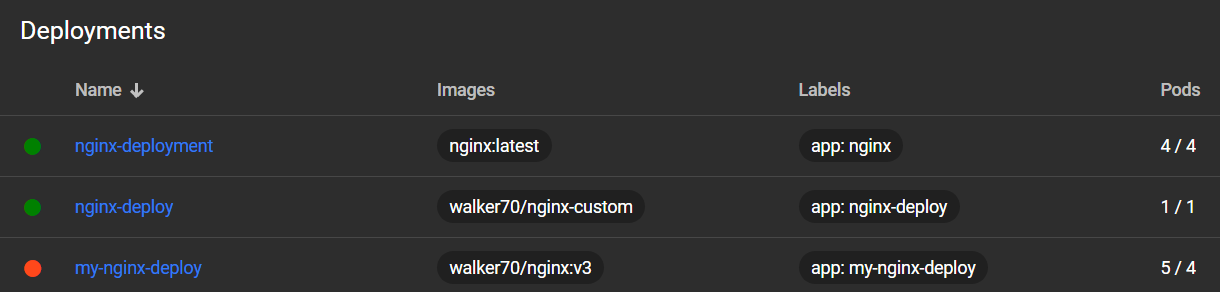 Deployments
Name Images Labels Pods
nginx-deployment nginx:latest app: nginx 4 / 4
nginx-deploy walker70/nginx-custom app: nginx-deploy 1 / 1
my-nginx-deploy walker70/nginx:v3 app: my-nginx-deploy 5 / 4